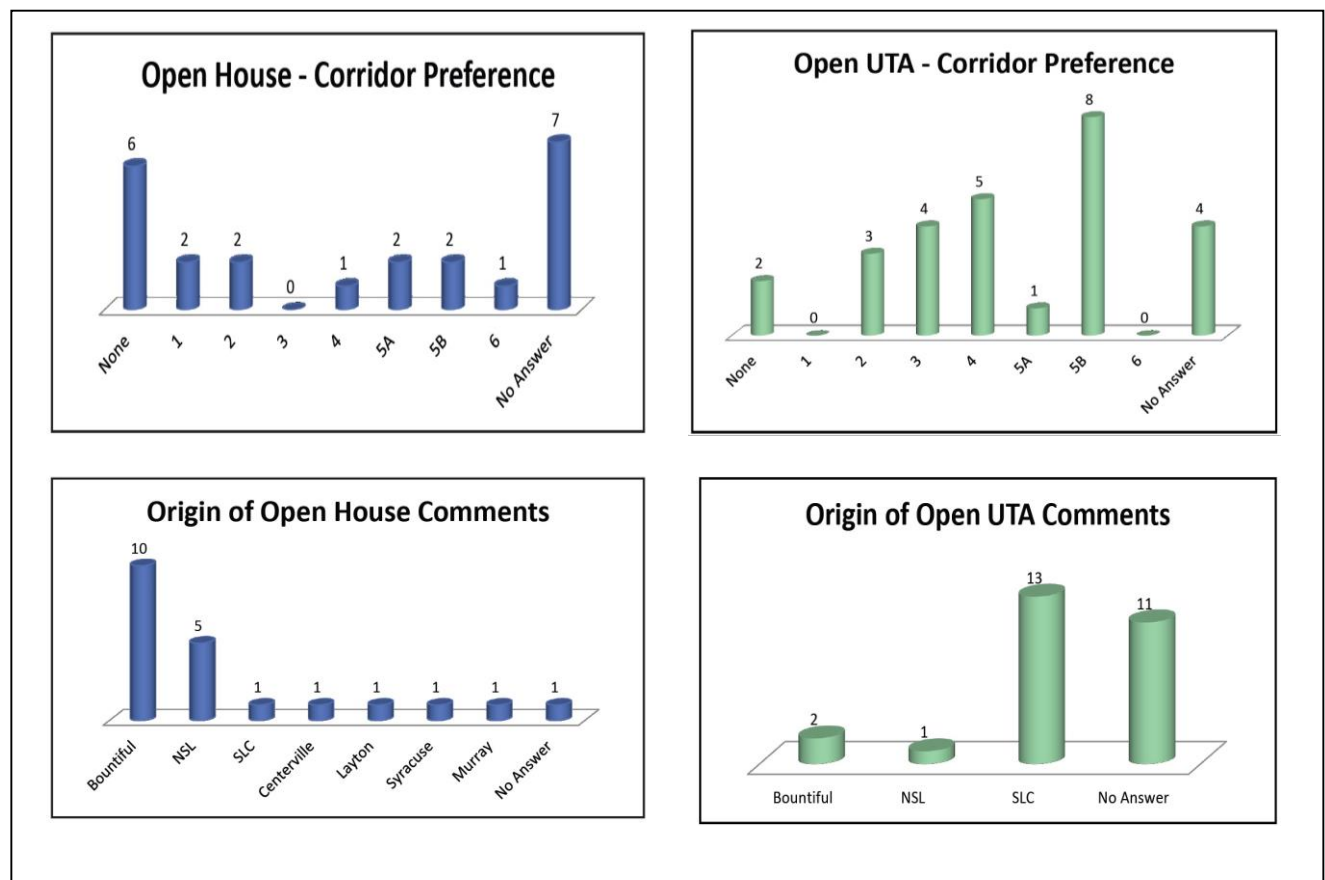 Open House - Corridor Preference
6
2
2
0
1
2
2
1
7
None
1
2
3
4
5A
5B
6
No Answer
Open UTA - Corridor Preference
2
0
3
4
5
1
8
0
4
None
1
2
3
4
5A
5B
6
No Answer
Origin of Open House Comments
10
5
1
1
1
1
1
1
Bountiful
NSL
SLC
Centerville
Layton
Syracuse
Murray
No Answer
Origin of Open UTA Comments
2
1
13
11
Bountiful
NSL
SLC
No Answer